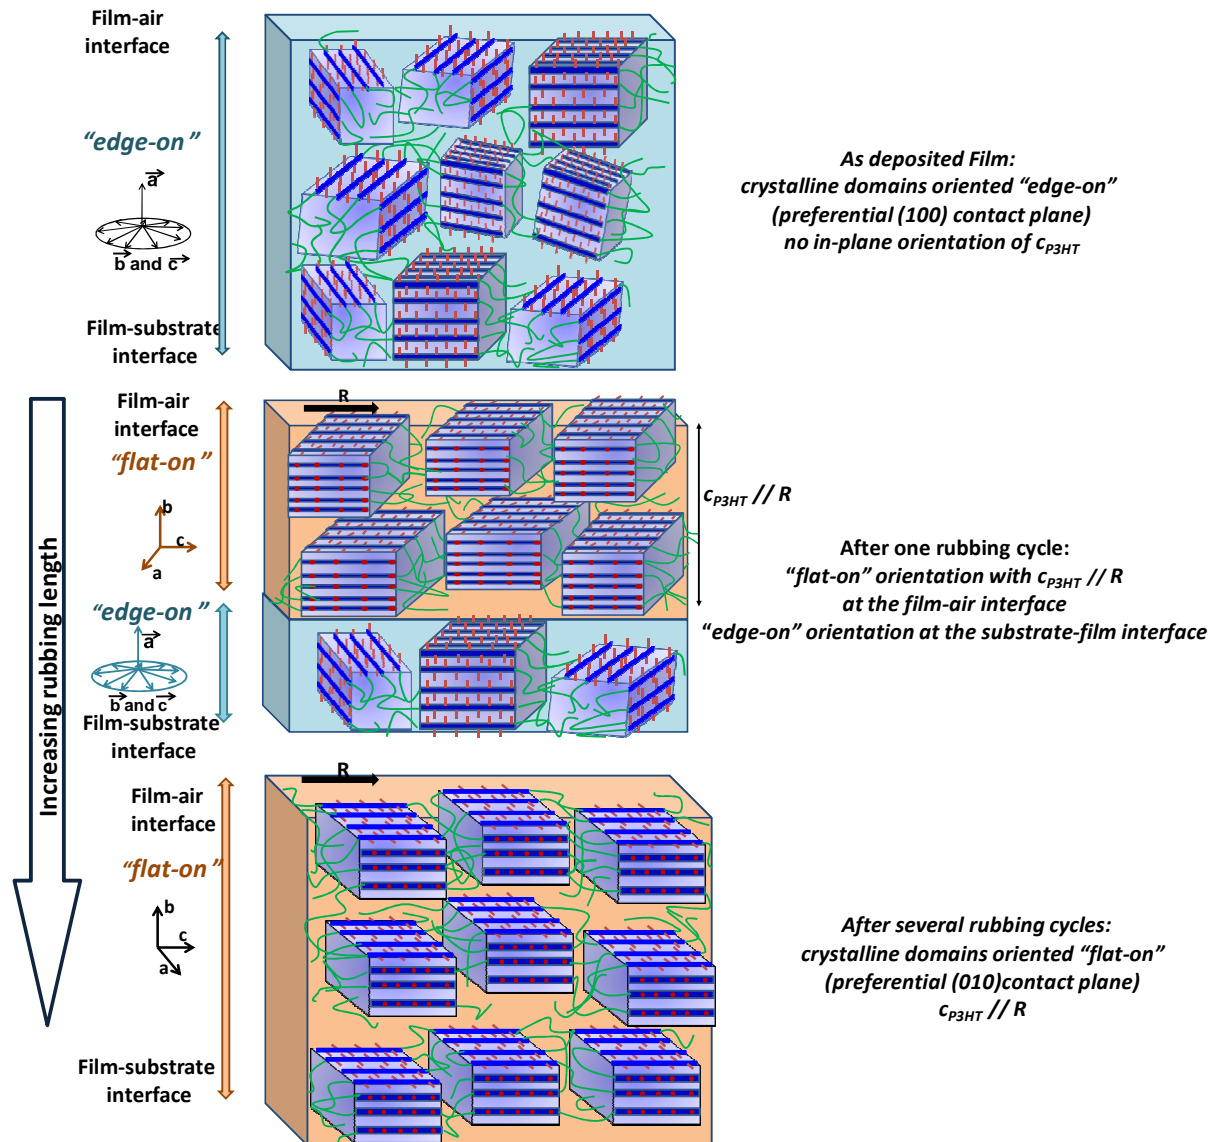 Film-air
interface
“edge-on”
a
b and c
Film-substrate
interface
As deposited Film:
crystalline domains oriented “edge-on”
(preferential (100) contact plane)
no in-plane orientation of cP3HT
Increasing rubbing length
Film-air
interface
“flat-on”
b
c
a
R
cP3HT // R
“edge-on”
a
b and c
Film-substrate
interface
After one rubbing cycle:
“flat-on” orientation with cP3HT // R
at the film-air interface
“edge-on” orientation at the substrate-film interface
R
Film-air
interface
“flat-on”
b
c
a
Film-substrate
interface
After several rubbing cycles:
crystalline domains oriented “flat-on”
(preferential (010)contact plane)
cP3HT // R